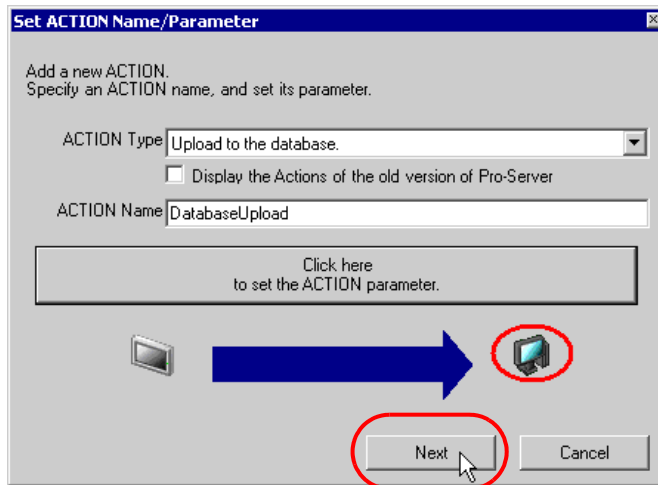 Set ACTION Name/Parameter
Add a new ACTION.
Specify an ACTION name, and set its parameter.
ACTION Type Upload to the database.
Display the Actions of the old version of Pro-Server
ACTION Name DatabaseUpload
Click here
to set the ACTION parameter.
Next Cancel